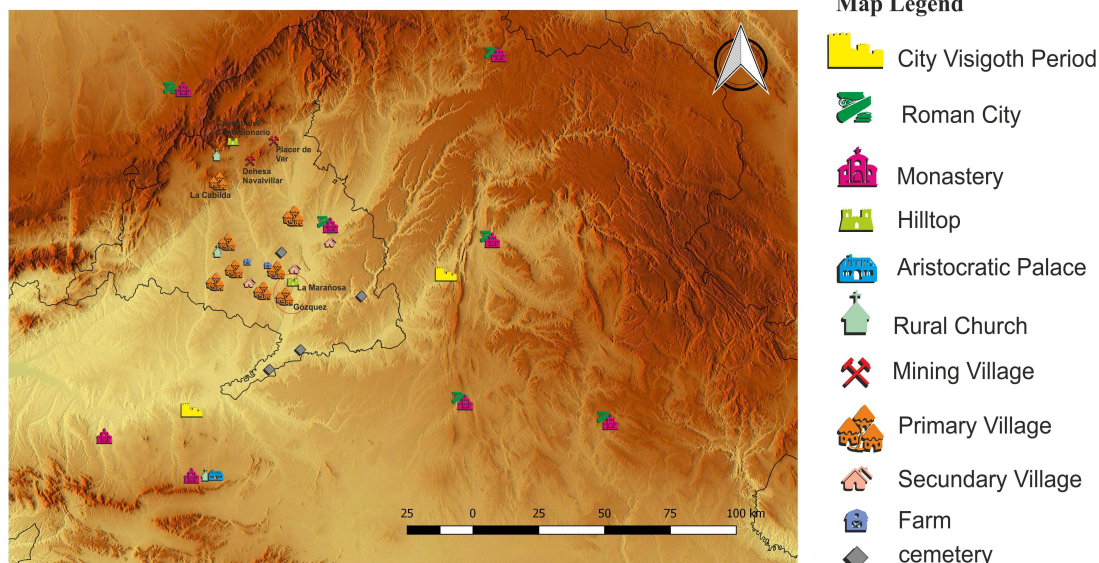 Map Legend
City Visigoth Period
Roman City
Monastery
Hilltop
Aristocratic Palace
Rural Church
Mining Village
Primary Village
Secundary Village
Farm
cemetery
Placer de
Ver
Dehesa
Navalvillar
La Cabilda
La Marañosa
Gózquez
25 0 25 50 75 100 km